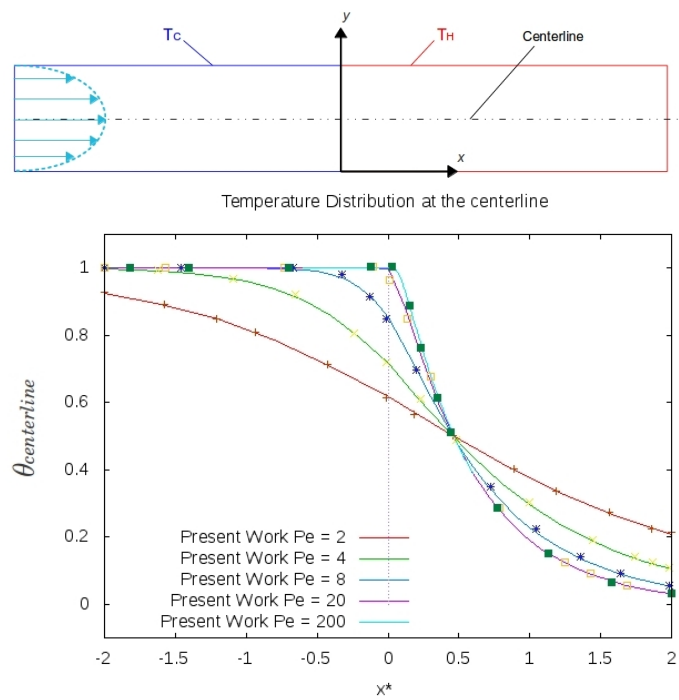 y
TC
TH
Centerline
x
Temperature Distribution at the centerline
θcenterline
1
0.8
0.6
0.4
0.2
0
Present Work Pe = 2
Present Work Pe = 4
Present Work Pe = 8
Present Work Pe = 20
Present Work Pe = 200
-2 -1.5 -1 -0.5 0 0.5 1 1.5 2
x*